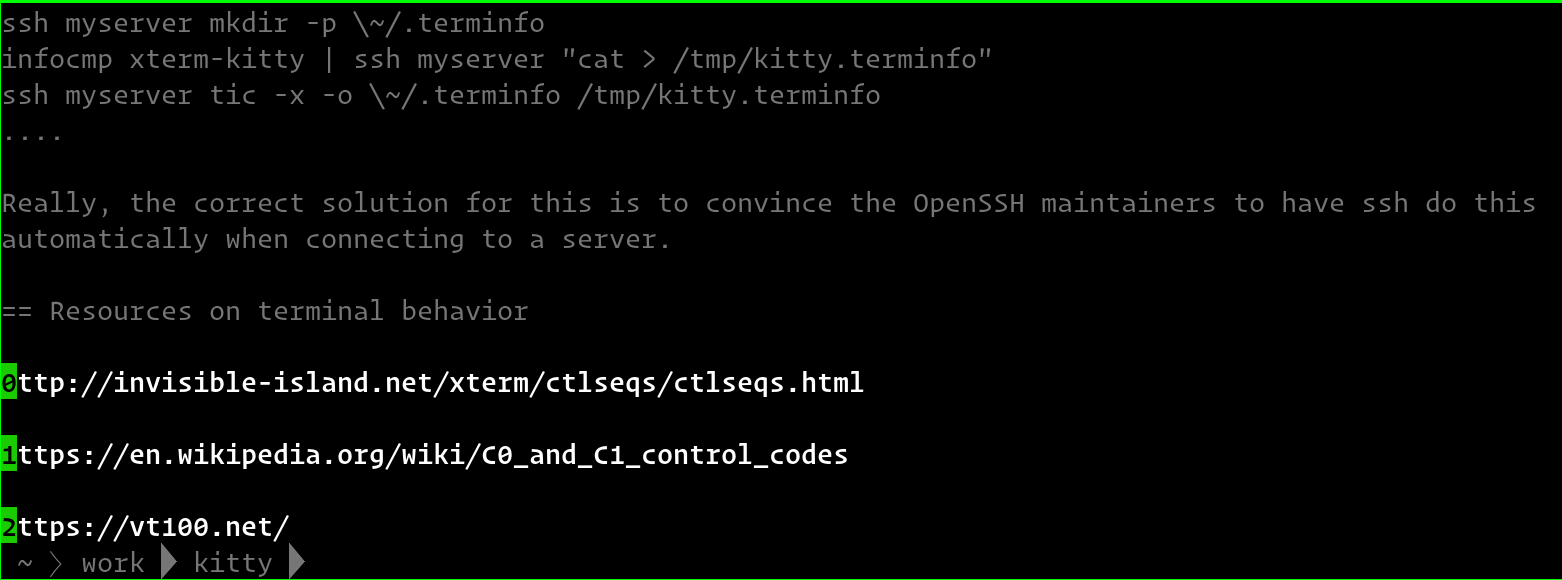 ssh myserver mkdir -p \~/.terminfo
infocmp xterm-kitty | ssh myserver "cat > /tmp/kitty.terminfo"
ssh myserver tic -x -o \~/.terminfo /tmp/kitty.terminfo
....
Really, the correct solution for this is to convince the OpenSSH maintainers to have ssh do this
automatically when connecting to a server.
== Resources on terminal behavior
0ttp://invisible-island.net/xterm/ctlseqs/ctlseqs.html
1ttps://en.wikipedia.org/wiki/C0_and_C1_control_codes
2ttps://vt100.net/
~ work kitty